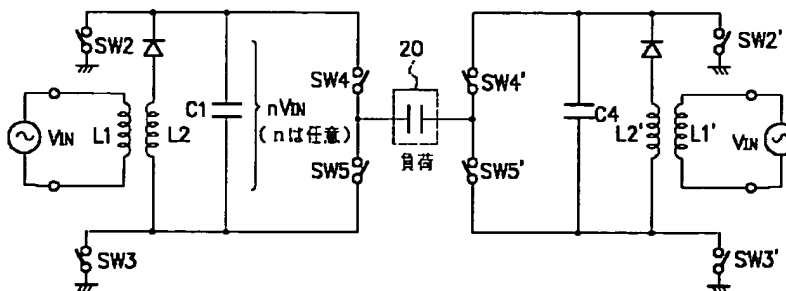 20
SW2
SW2'
SW4
SW4'
C1
nVIN
(nは任意)
VIN
L1
L2
C4
L2'
L1'
VIN
SW5
負荷
SW5'
SW3
SW3'